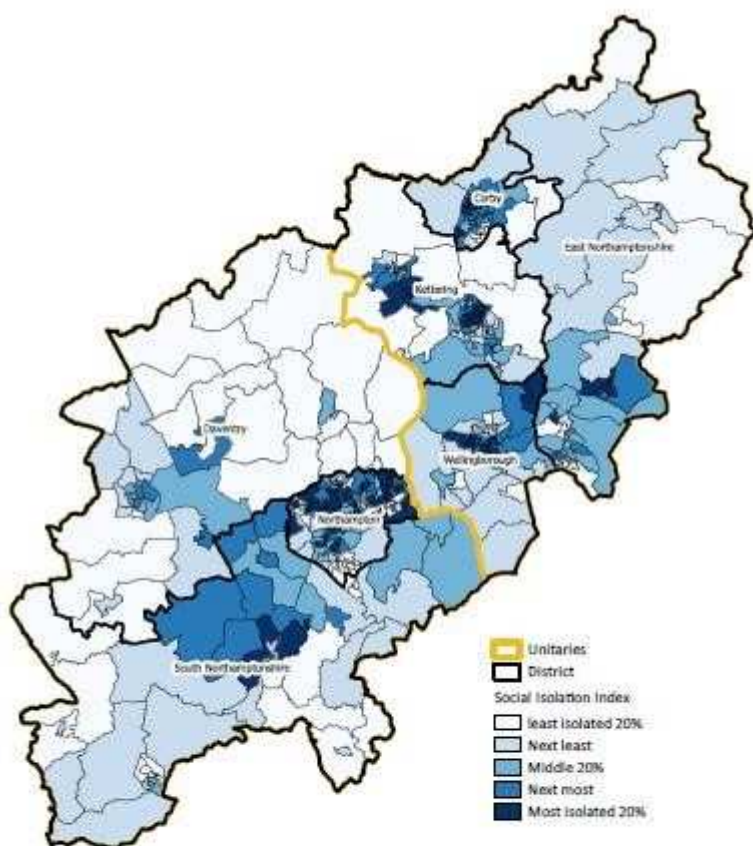 Corby
East Northamptonshire
Kettering
Daventry
Wellingborough
Northampton
South Northamptonshire
Unitaries
District
Social Isolation Index
least isolated 20%
Next least
Middle 20%
Next most
Most isolated 20%